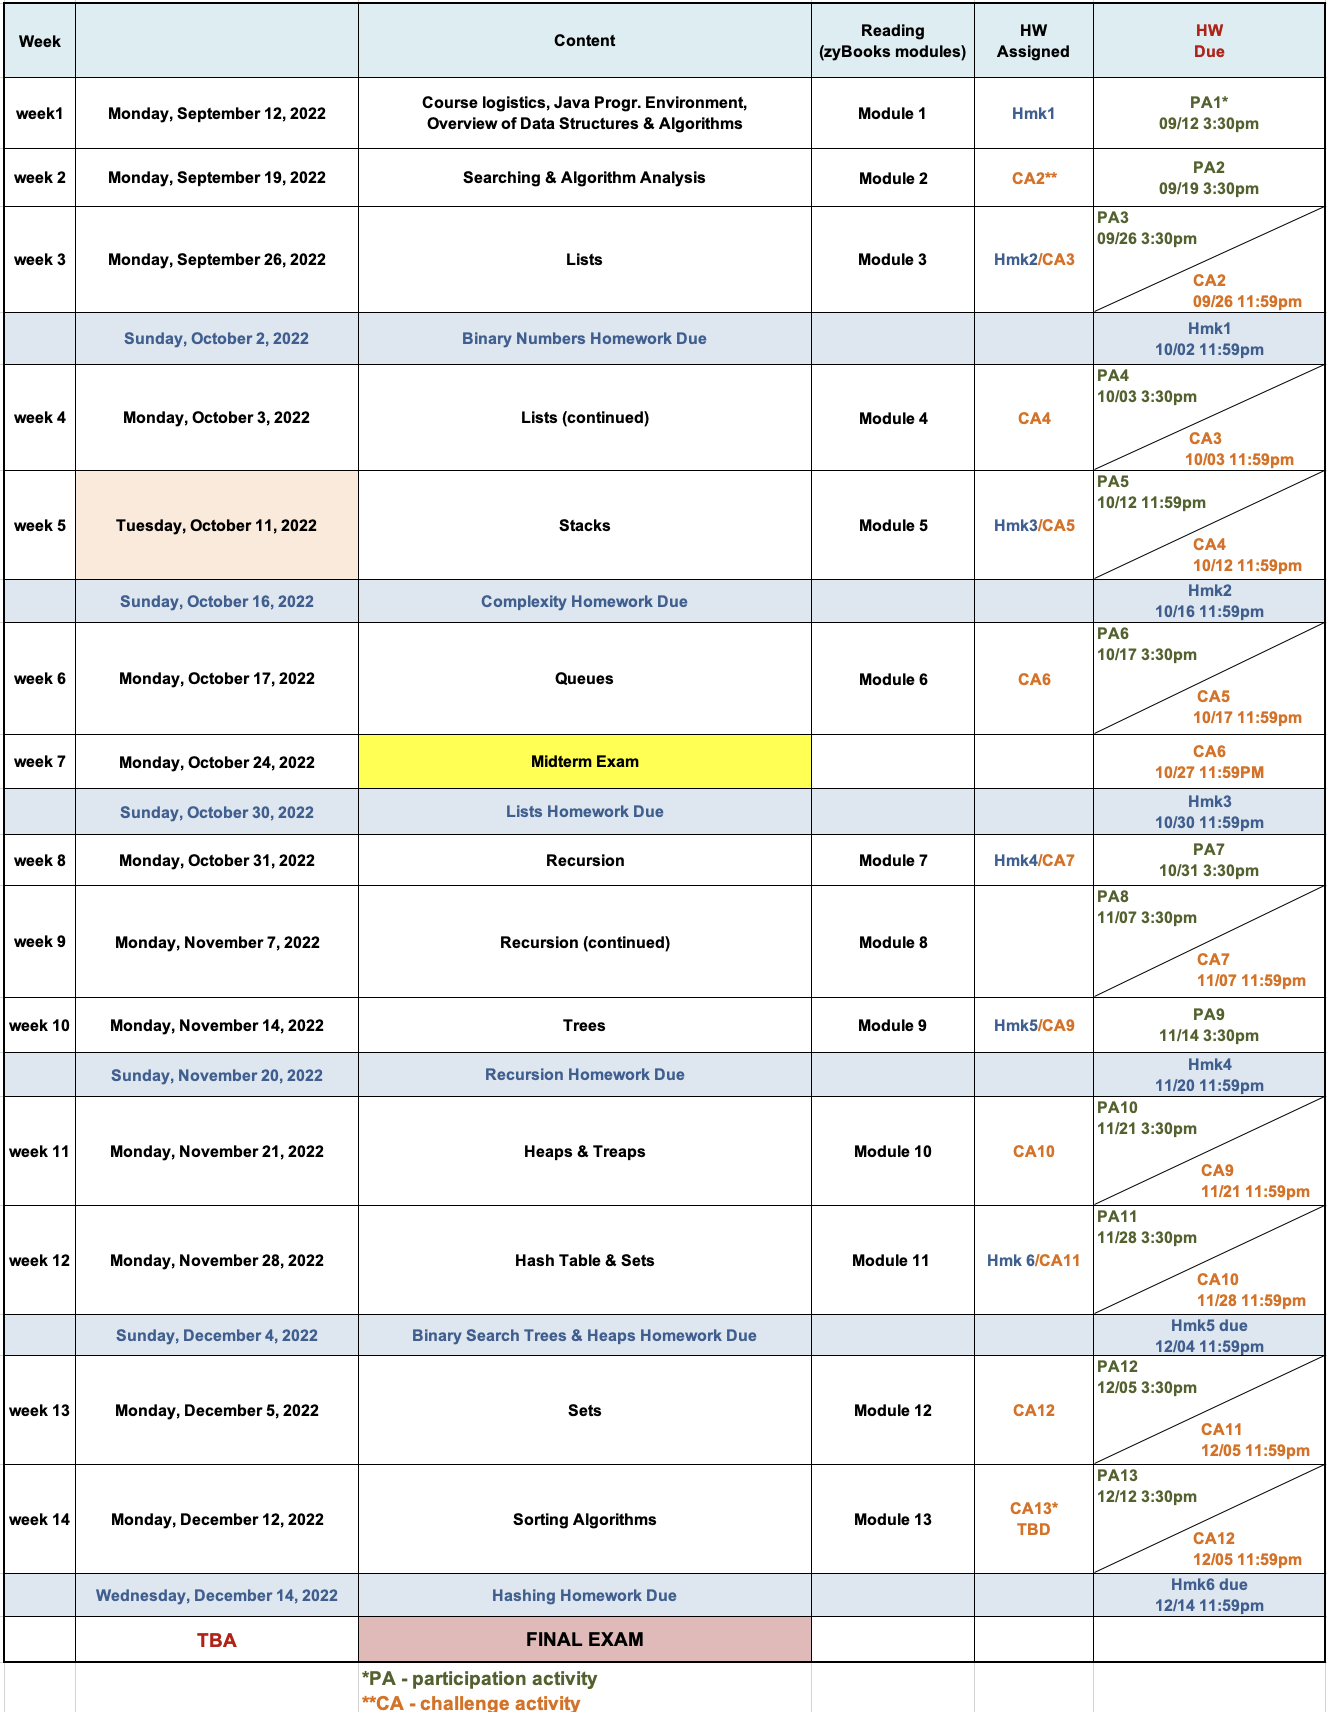 Week
Content
Reading
(zyBooks modules)
HW
Assigned
HW
Due
week1
Monday, September 12, 2022
Course logistics, Java Progr. Environment,
Overview of Data Structures & Algorithms
Module 1
Hmk1
PA1*
09/12 3:30pm
week 2
Monday, September 19, 2022
Searching & Algorithm Analysis
Module 2
CA2**
PA2
09/19 3:30pm
week 3
Monday, September 26, 2022
Lists
Module 3
Hmk2/CA3
PA3
09/26 3:30pm
CA2
09/26 11:59pm
Sunday, October 2, 2022
Binary Numbers Homework Due
Hmk1
10/02 11:59pm
week 4
Monday, October 3, 2022
Lists (continued)
Module 4
CA4
PA4
10/03 3:30pm
CA3
10/03 11:59pm
week 5
Tuesday, October 11, 2022
Stacks
Module 5
Hmk3/CA5
PA5
10/12 11:59pm
CA4
10/12 11:59pm
Sunday, October 16, 2022
Complexity Homework Due
Hmk2
10/16 11:59pm
week 6
Monday, October 17, 2022
Queues
Module 6
CA6
PA6
10/17 3:30pm
CA5
10/17 11:59pm
week 7
Monday, October 24, 2022
Midterm Exam
CA6
10/27 11:59PM
Sunday, October 30, 2022
Lists Homework Due
Hmk3
10/30 11:59pm
week 8
Monday, October 31, 2022
Recursion
Module 7
Hmk4/CA7
PA7
10/31 3:30pm
week 9
Monday, November 7, 2022
Recursion (continued)
Module 8
PA8
11/07 3:30pm
CA7
11/07 11:59pm
week 10
Monday, November 14, 2022
Trees
Module 9
Hmk5/CA9
PA9
11/14 3:30pm
Sunday, November 20, 2022
Recursion Homework Due
Hmk4
11/20 11:59pm
week 11
Monday, November 21, 2022
Heaps & Treaps
Module 10
CA10
PA10
11/21 3:30pm
CA9
11/21 11:59pm
week 12
Monday, November 28, 2022
Hash Table & Sets
Module 11
Hmk 6/CA11
PA11
11/28 3:30pm
CA10
11/28 11:59pm
Sunday, December 4, 2022
Binary Search Trees & Heaps Homework Due
Hmk5 due
12/04 11:59pm
week 13
Monday, December 5, 2022
Sets
Module 12
CA12
PA12
12/05 3:30pm
CA11
12/05 11:59pm
week 14
Monday, December 12, 2022
Sorting Algorithms
Module 13
CA13*
TBD
PA13
12/12 3:30pm
CA12
12/05 11:59pm
Wednesday, December 14, 2022
Hashing Homework Due
Hmk6 due
12/14 11:59pm
TBA
FINAL EXAM
*PA - participation activity
**CA - challenge activity